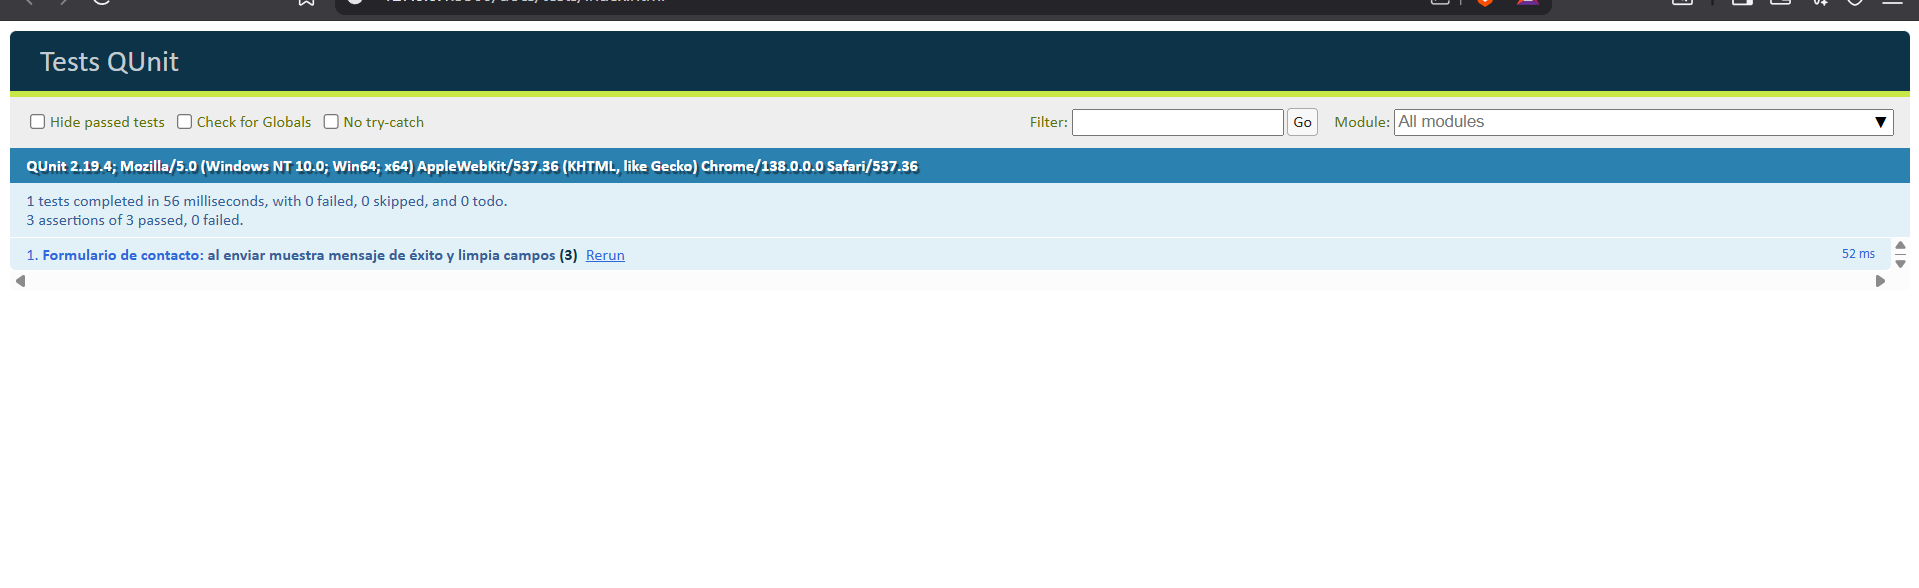 Tests QUnit
Hide passed tests Check for Globals No try-catch Filter: Go Module: All modules ▼
QUnit 2.19.4; Mozilla/5.0 (Windows NT 10.0; Win64; x64) AppleWebKit/537.36 (KHTML, like Gecko) Chrome/138.0.0.0 Safari/537.36
1 tests completed in 56 milliseconds, with 0 failed, 0 skipped, and 0 todo.
3 assertions of 3 passed, 0 failed.
1. Formulario de contacto: al enviar muestra mensaje de éxito y limpia campos (3) Rerun 52 ms